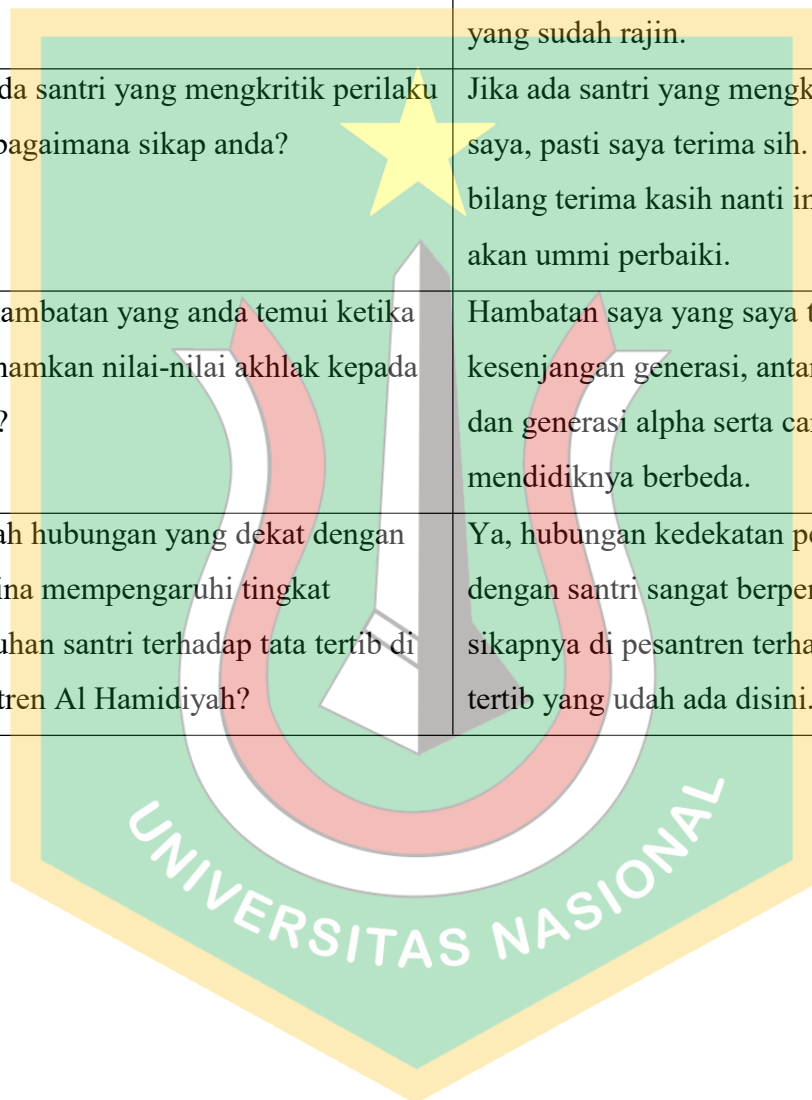 yang sudah rajin.
da santri yang mengkritik perilaku
bagaimana sikap anda?
Jika ada santri yang mengk
saya, pasti saya terima sih.
bilang terima kasih nanti in
akan ummi perbaiki.
ambatan yang anda temui ketika
namkan nilai-nilai akhlak kepada
?
Hambatan saya yang saya t
kesenjangan generasi, antar
dan generasi alpha serta car
mendidiknya berbeda.
ah hubungan yang dekat dengan
ina mempengaruhi tingkat
uhan santri terhadap tata tertib di
tren Al Hamidiyah?
Ya, hubungan kedekatan pe
dengan santri sangat berper
sikapnya di pesantren terha
tertib yang udah ada disini.
UNIVERSITAS NASIONAL